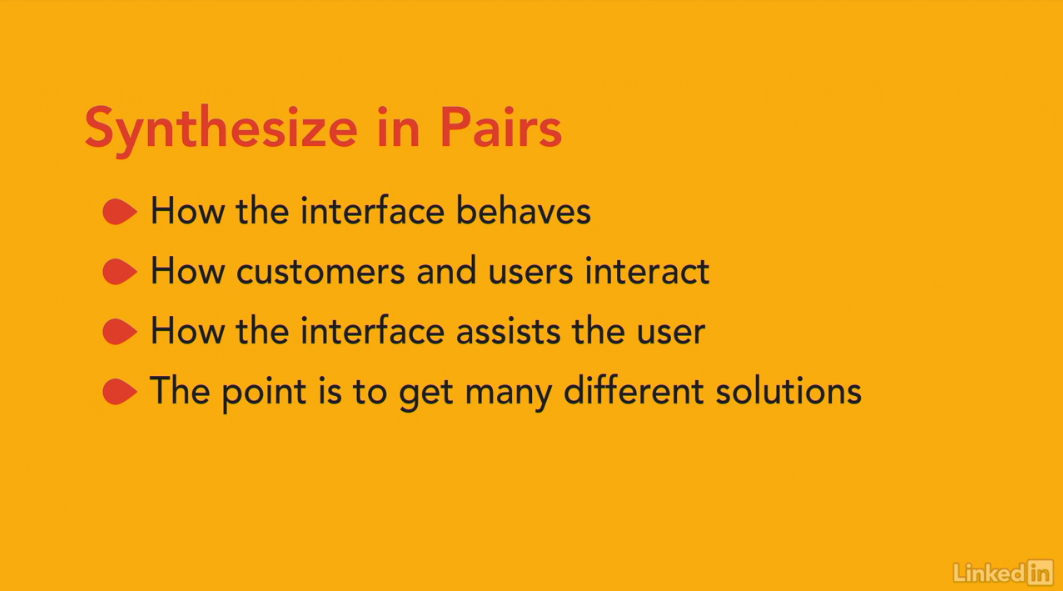 Synthesize in Pairs
How the interface behaves
How customers and users interact
How the interface assists the user
The point is to get many different solutions
Linked in